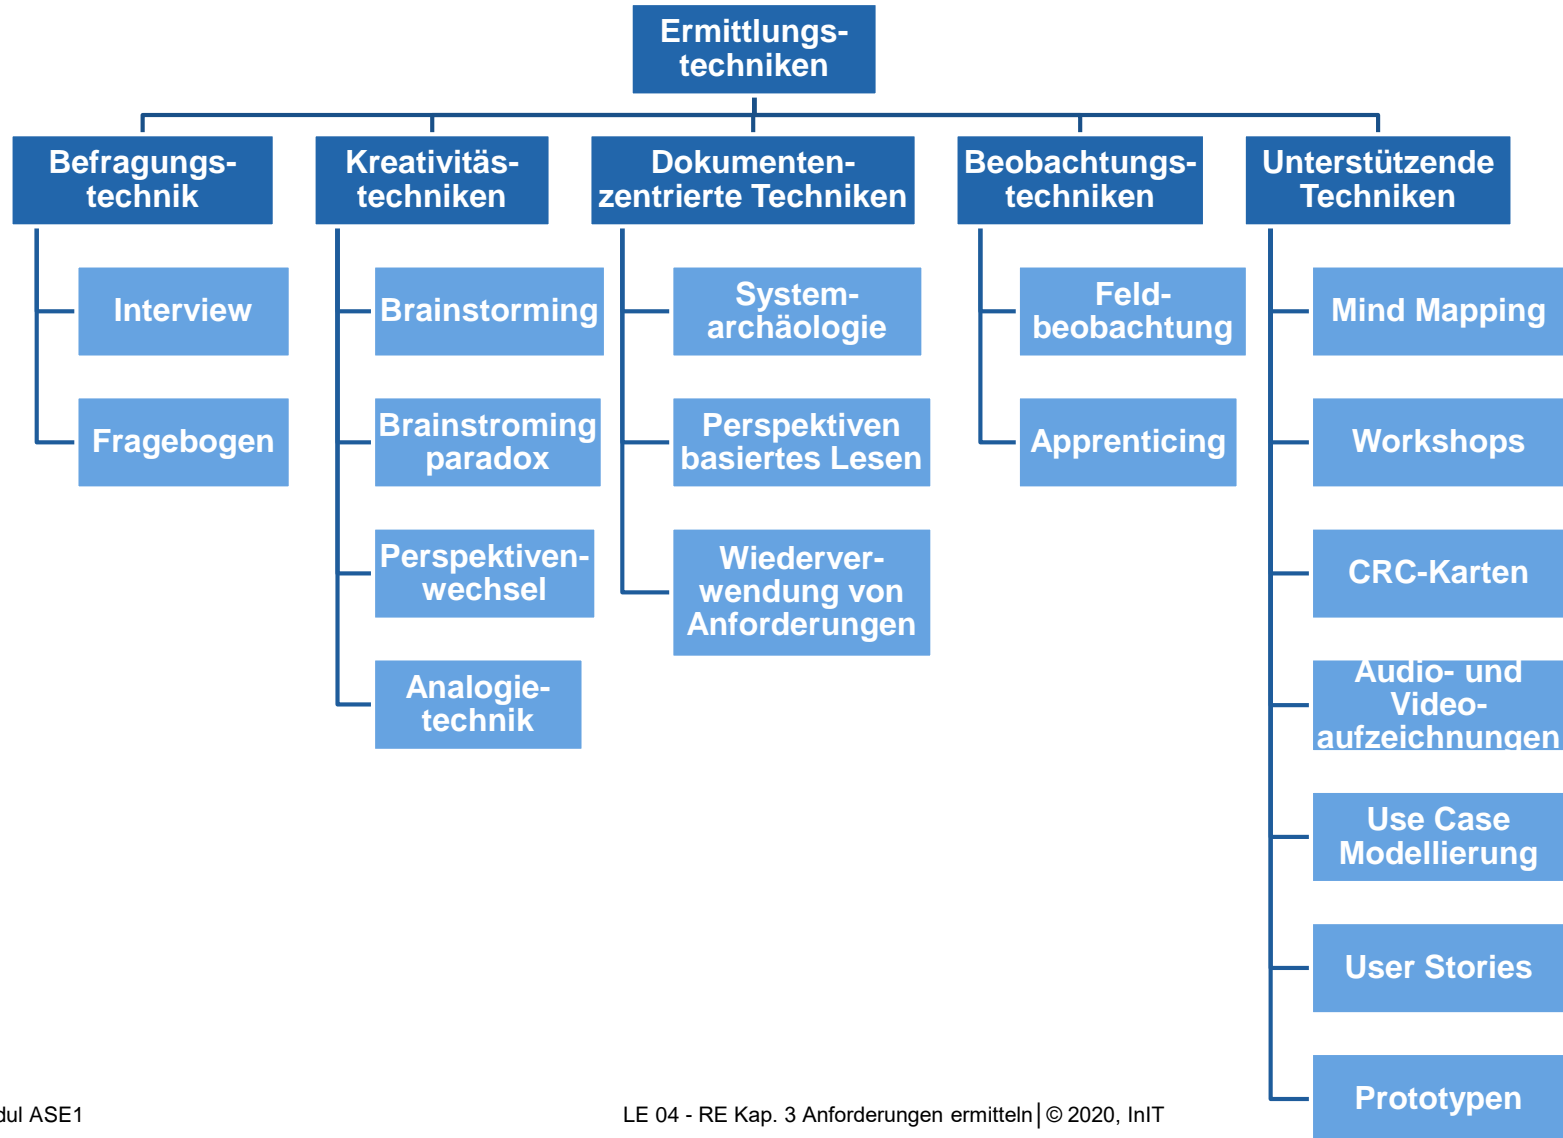 Ermittlungs-
techniken
Befragungs-
technik
Kreativitäs-
techniken
Dokumenten-
zentrierte Techniken
Beobachtungs-
techniken
Unterstützende
Techniken
Interview
Fragebogen
Brainstorming
Brainstroming
paradox
Perspektiven-
wechsel
Analogie-
technik
System-
archäologie
Perspektiven
basiertes Lesen
Wiederver-
wendung von
Anforderungen
Feld-
beobachtung
Apprenticing
Mind Mapping
Workshops
CRC-Karten
Audio- und
Video-
aufzeichnungen
Use Case
Modellierung
User Stories
Prototypen
dul ASE1
LE 04 - RE Kap. 3 Anforderungen ermitteln│© 2020, InIT